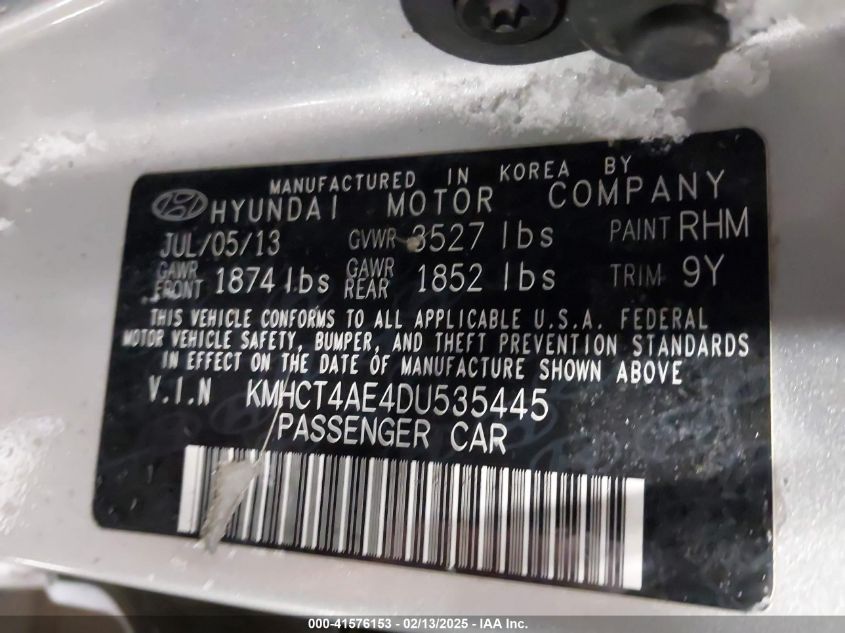 MANUFACTURED IN KOREA BY
HYUNDAI MOTOR COMPANY
JUL/05/13 GVWR 3527 lbs PAINT RHM
GAWR FRONT 1874 lbs GAWR REAR 1852 lbs TRIM 9Y
THIS VEHICLE CONFORMS TO ALL APPLICABLE U.S.A. FEDERAL
MOTOR VEHICLE SAFETY, BUMPER, AND THEFT PREVENTION STANDARDS
IN EFFECT ON THE DATE OF MANUFACTURE SHOWN ABOVE
V.I.N KMHCT4AE4DU535445
PASSENGER CAR
000-41576153 - 02/13/2025 - IAA Inc.